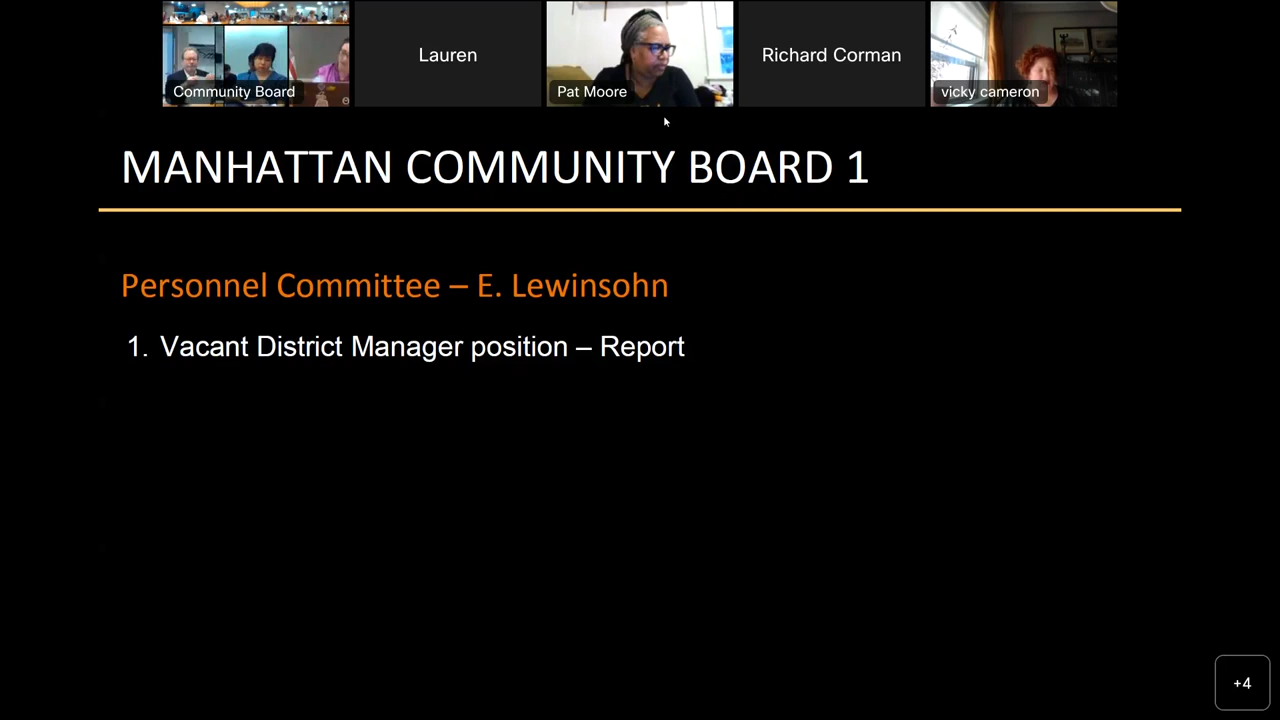 Community Board
Lauren
Pat Moore
Richard Corman
vicky cameron
MANHATTAN COMMUNITY BOARD 1
Personnel Committee – E. Lewinsohn
1. Vacant District Manager position – Report
+4